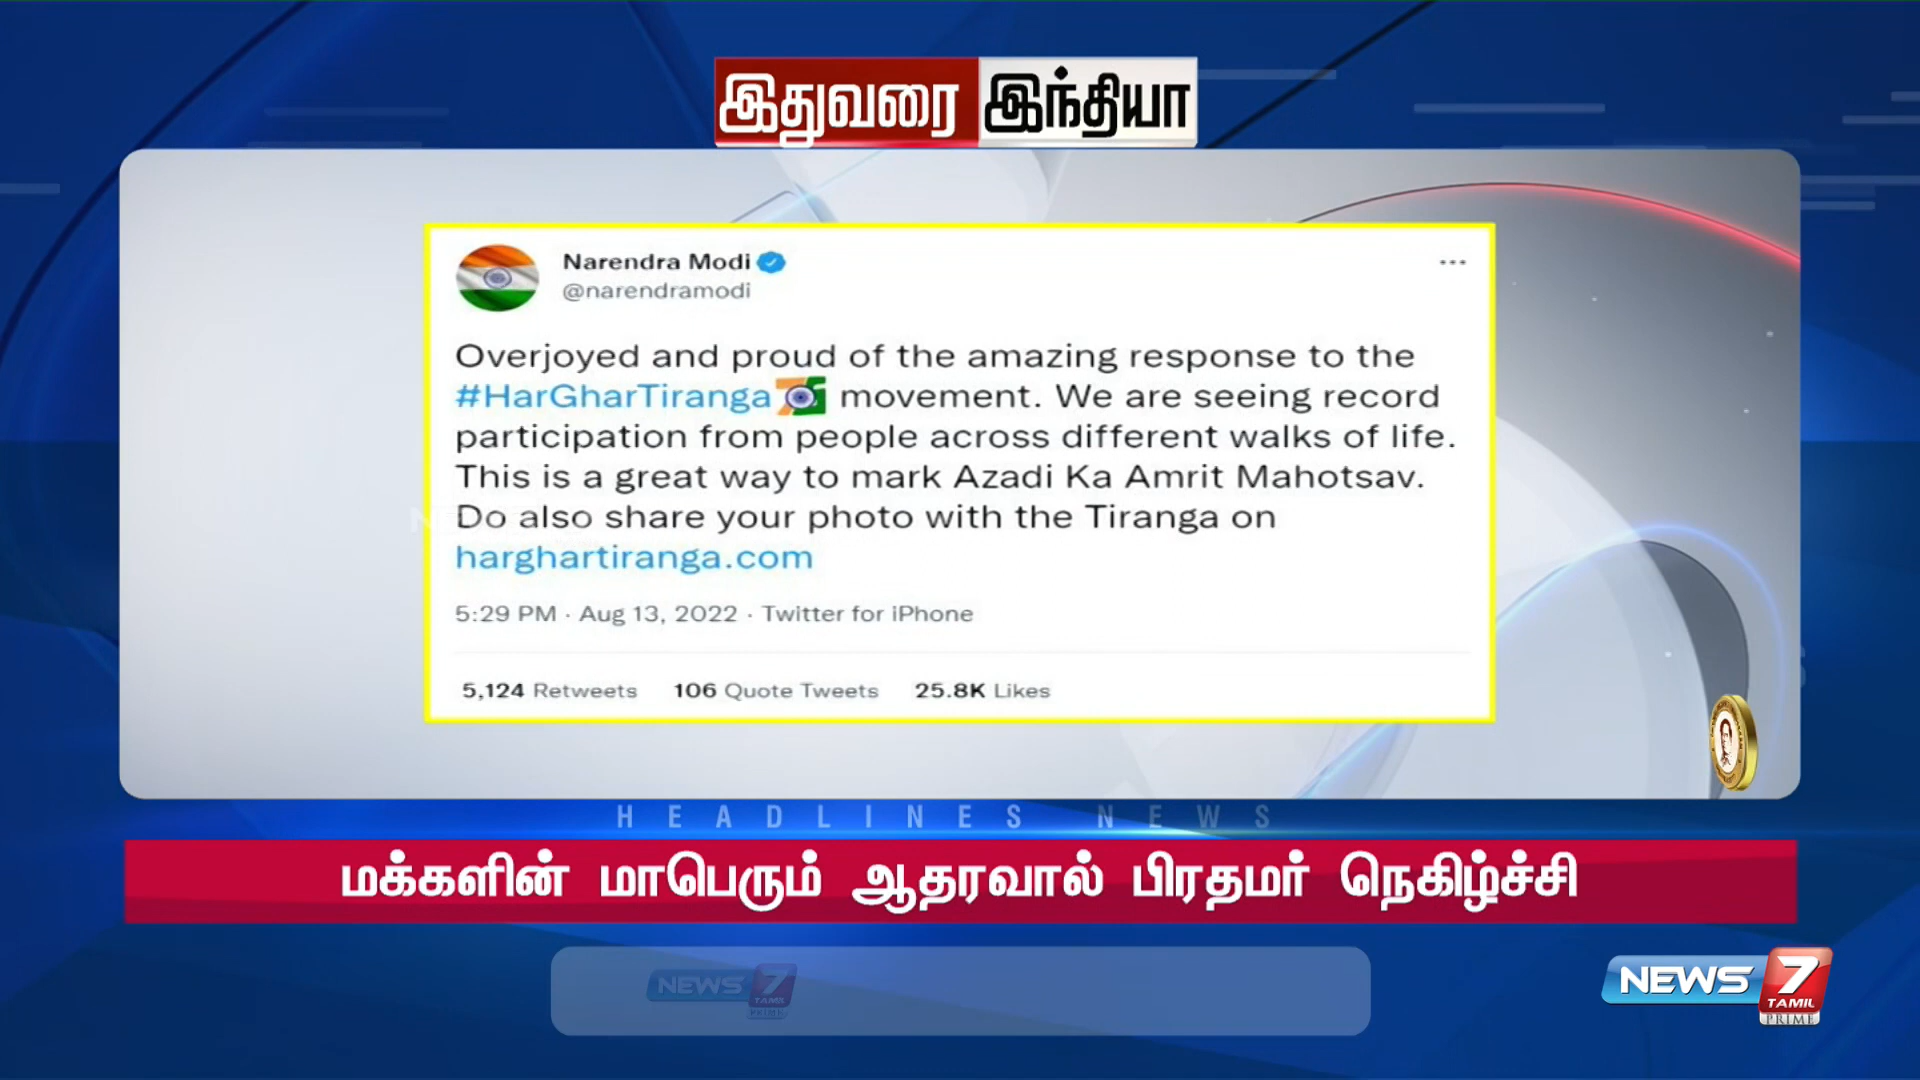 இதுவரை இந்தியா
Narendra Modi
@narendramodi
Overjoyed and proud of the amazing response to the
#HarGharTiranga movement. We are seeing record
participation from people across different walks of life.
This is a great way to mark Azadi Ka Amrit Mahotsav.
Do also share your photo with the Tiranga on
harghartiranga.com
5:29 PM · Aug 13, 2022 · Twitter for iPhone
5,124 Retweets 106 Quote Tweets 25.8K Likes
HEADLINES NEWS
மக்களின் மாபெரும் ஆதரவால் பிரதமர் நெகிழ்ச்சி
NEWS 7
TAMIL
PRIME
NEWS 7
TAMIL
PRIME